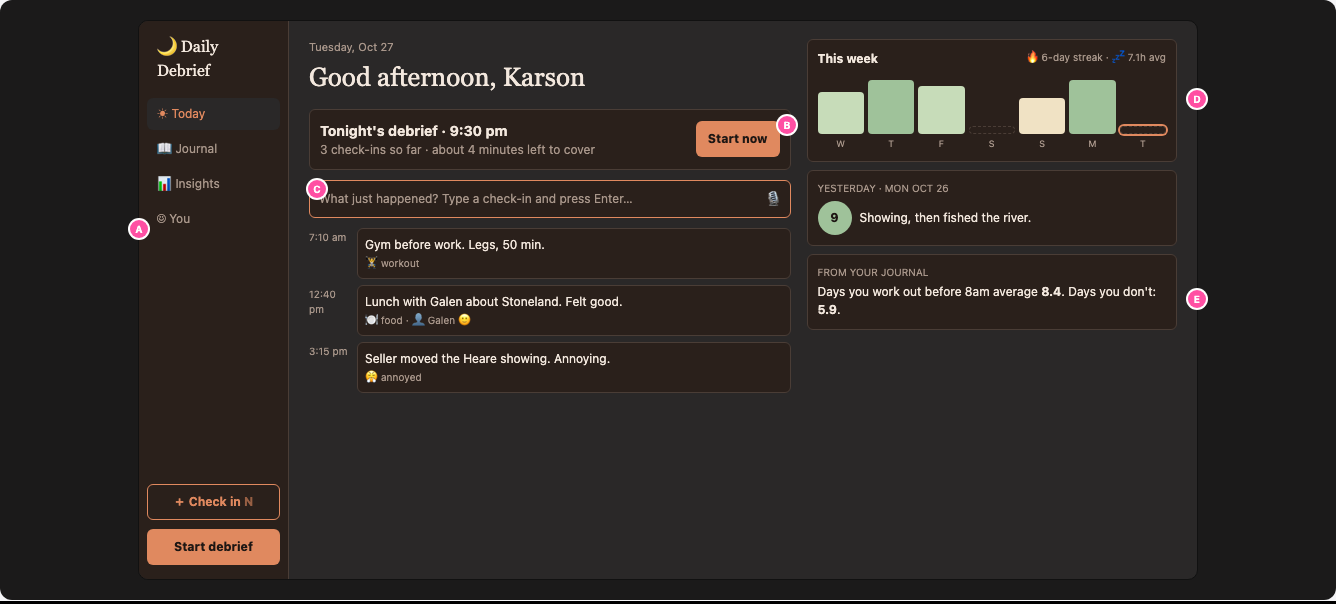 Daily
Debrief
Today
Journal
Insights
You
A
+ Check in N
Start debrief
Tuesday, Oct 27
Good afternoon, Karson
Tonight's debrief · 9:30 pm
3 check-ins so far · about 4 minutes left to cover
Start now
B
C
What just happened? Type a check-in and press Enter...
7:10 am
Gym before work. Legs, 50 min.
workout
12:40
pm
Lunch with Galen about Stoneland. Felt good.
food · Galen
3:15 pm
Seller moved the Heare showing. Annoying.
annoyed
This week
6-day streak · 7.1h avg
W T F S S M T
D
YESTERDAY · MON OCT 26
9
Showing, then fished the river.
FROM YOUR JOURNAL
Days you work out before 8am average 8.4. Days you don't:
5.9.
E